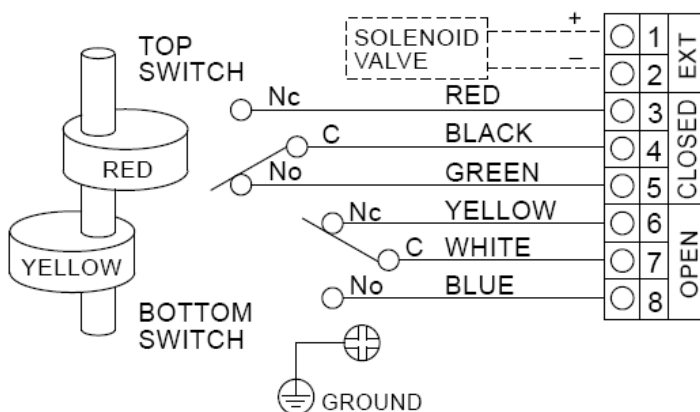 TOP
SWITCH
RED
YELLOW
BOTTOM
SWITCH
SOLENOID
VALVE
+
−
Nc RED
C BLACK
No GREEN
Nc YELLOW
C WHITE
No BLUE
GROUND
1
2
3
4
5
6
7
8
EXT
CLOSED
OPEN